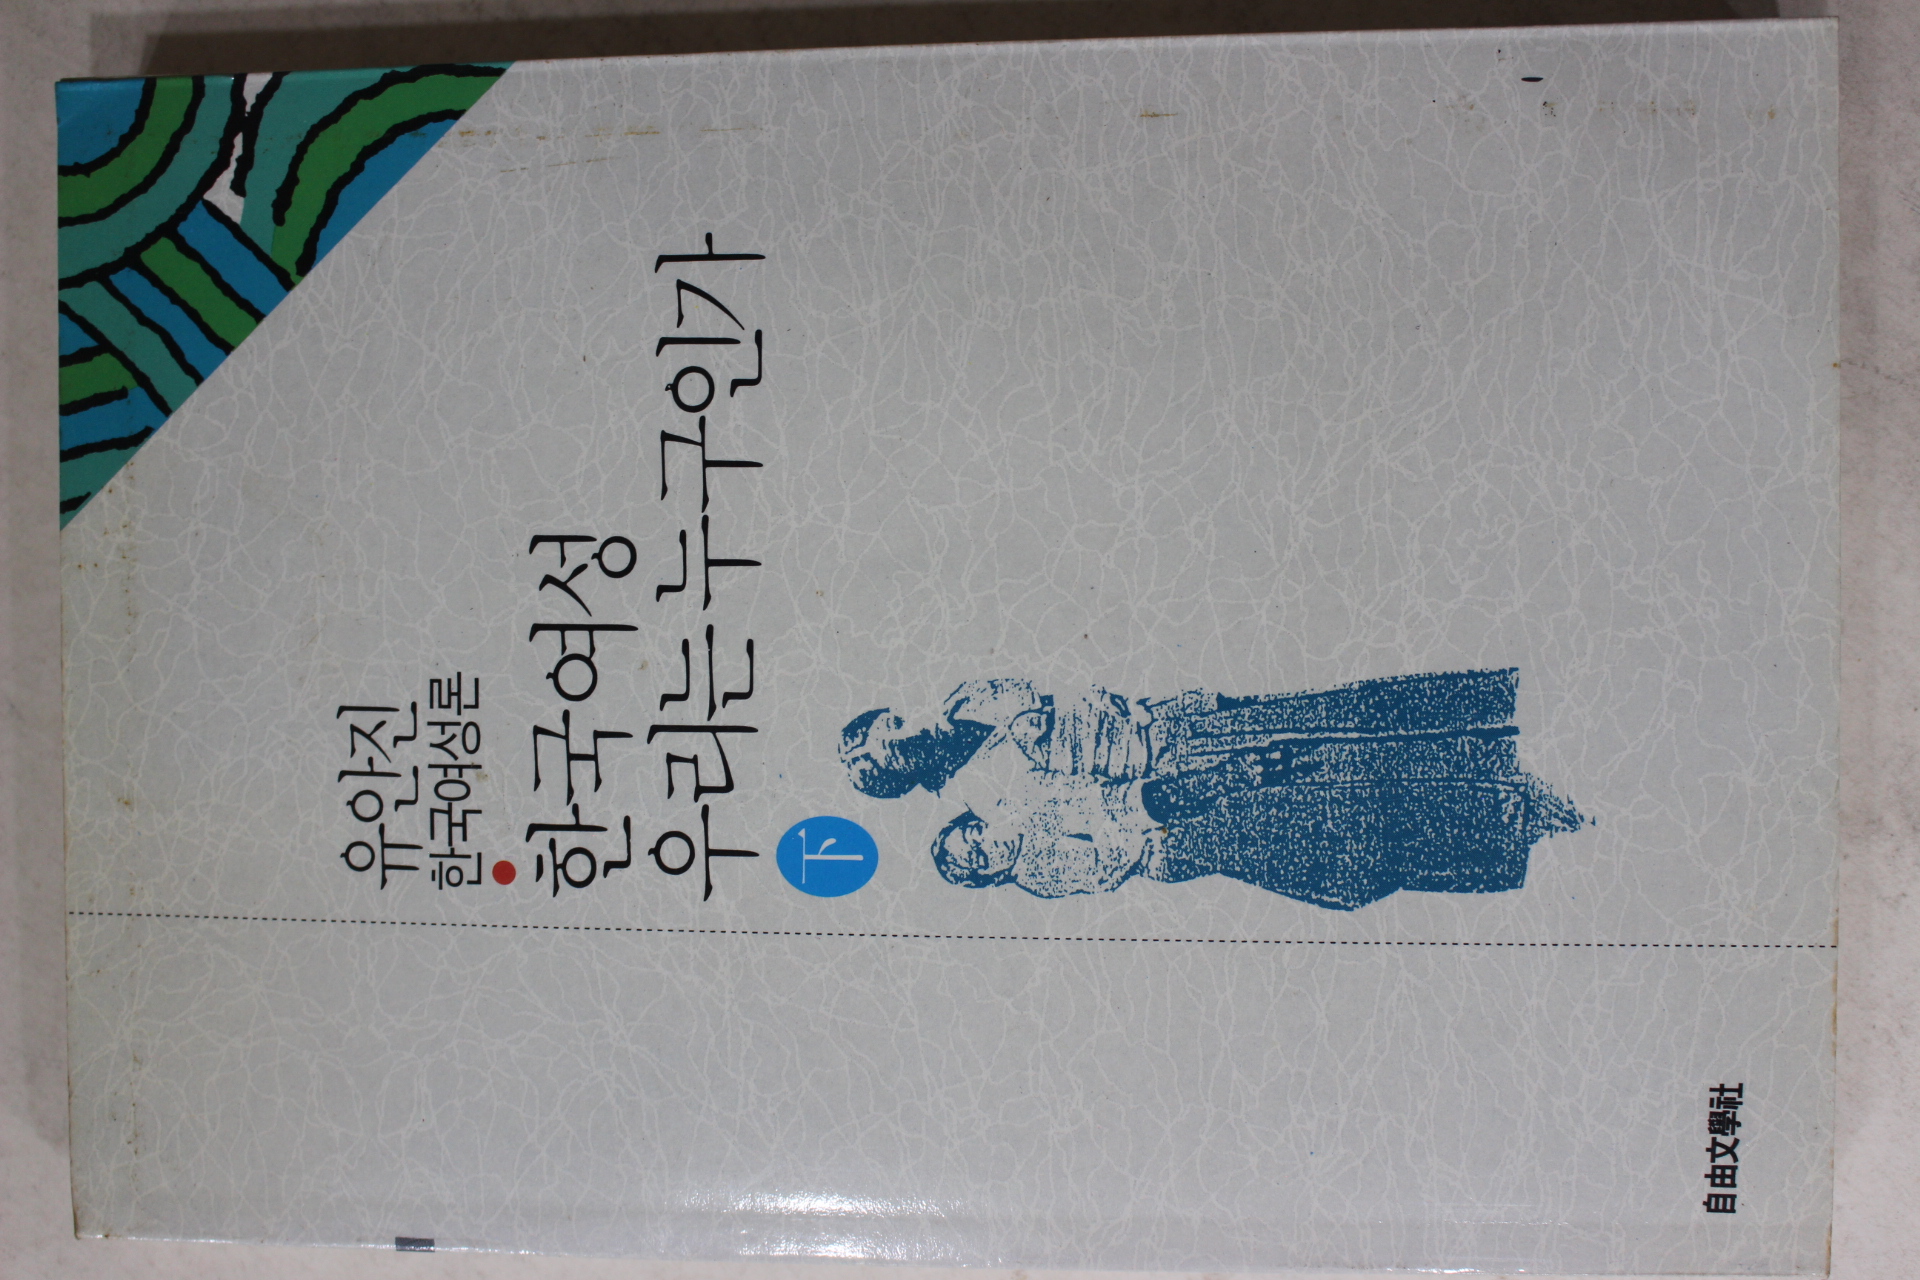 유안진
한국여성론
한국여성
우리는 누구인가
下
自由文學社